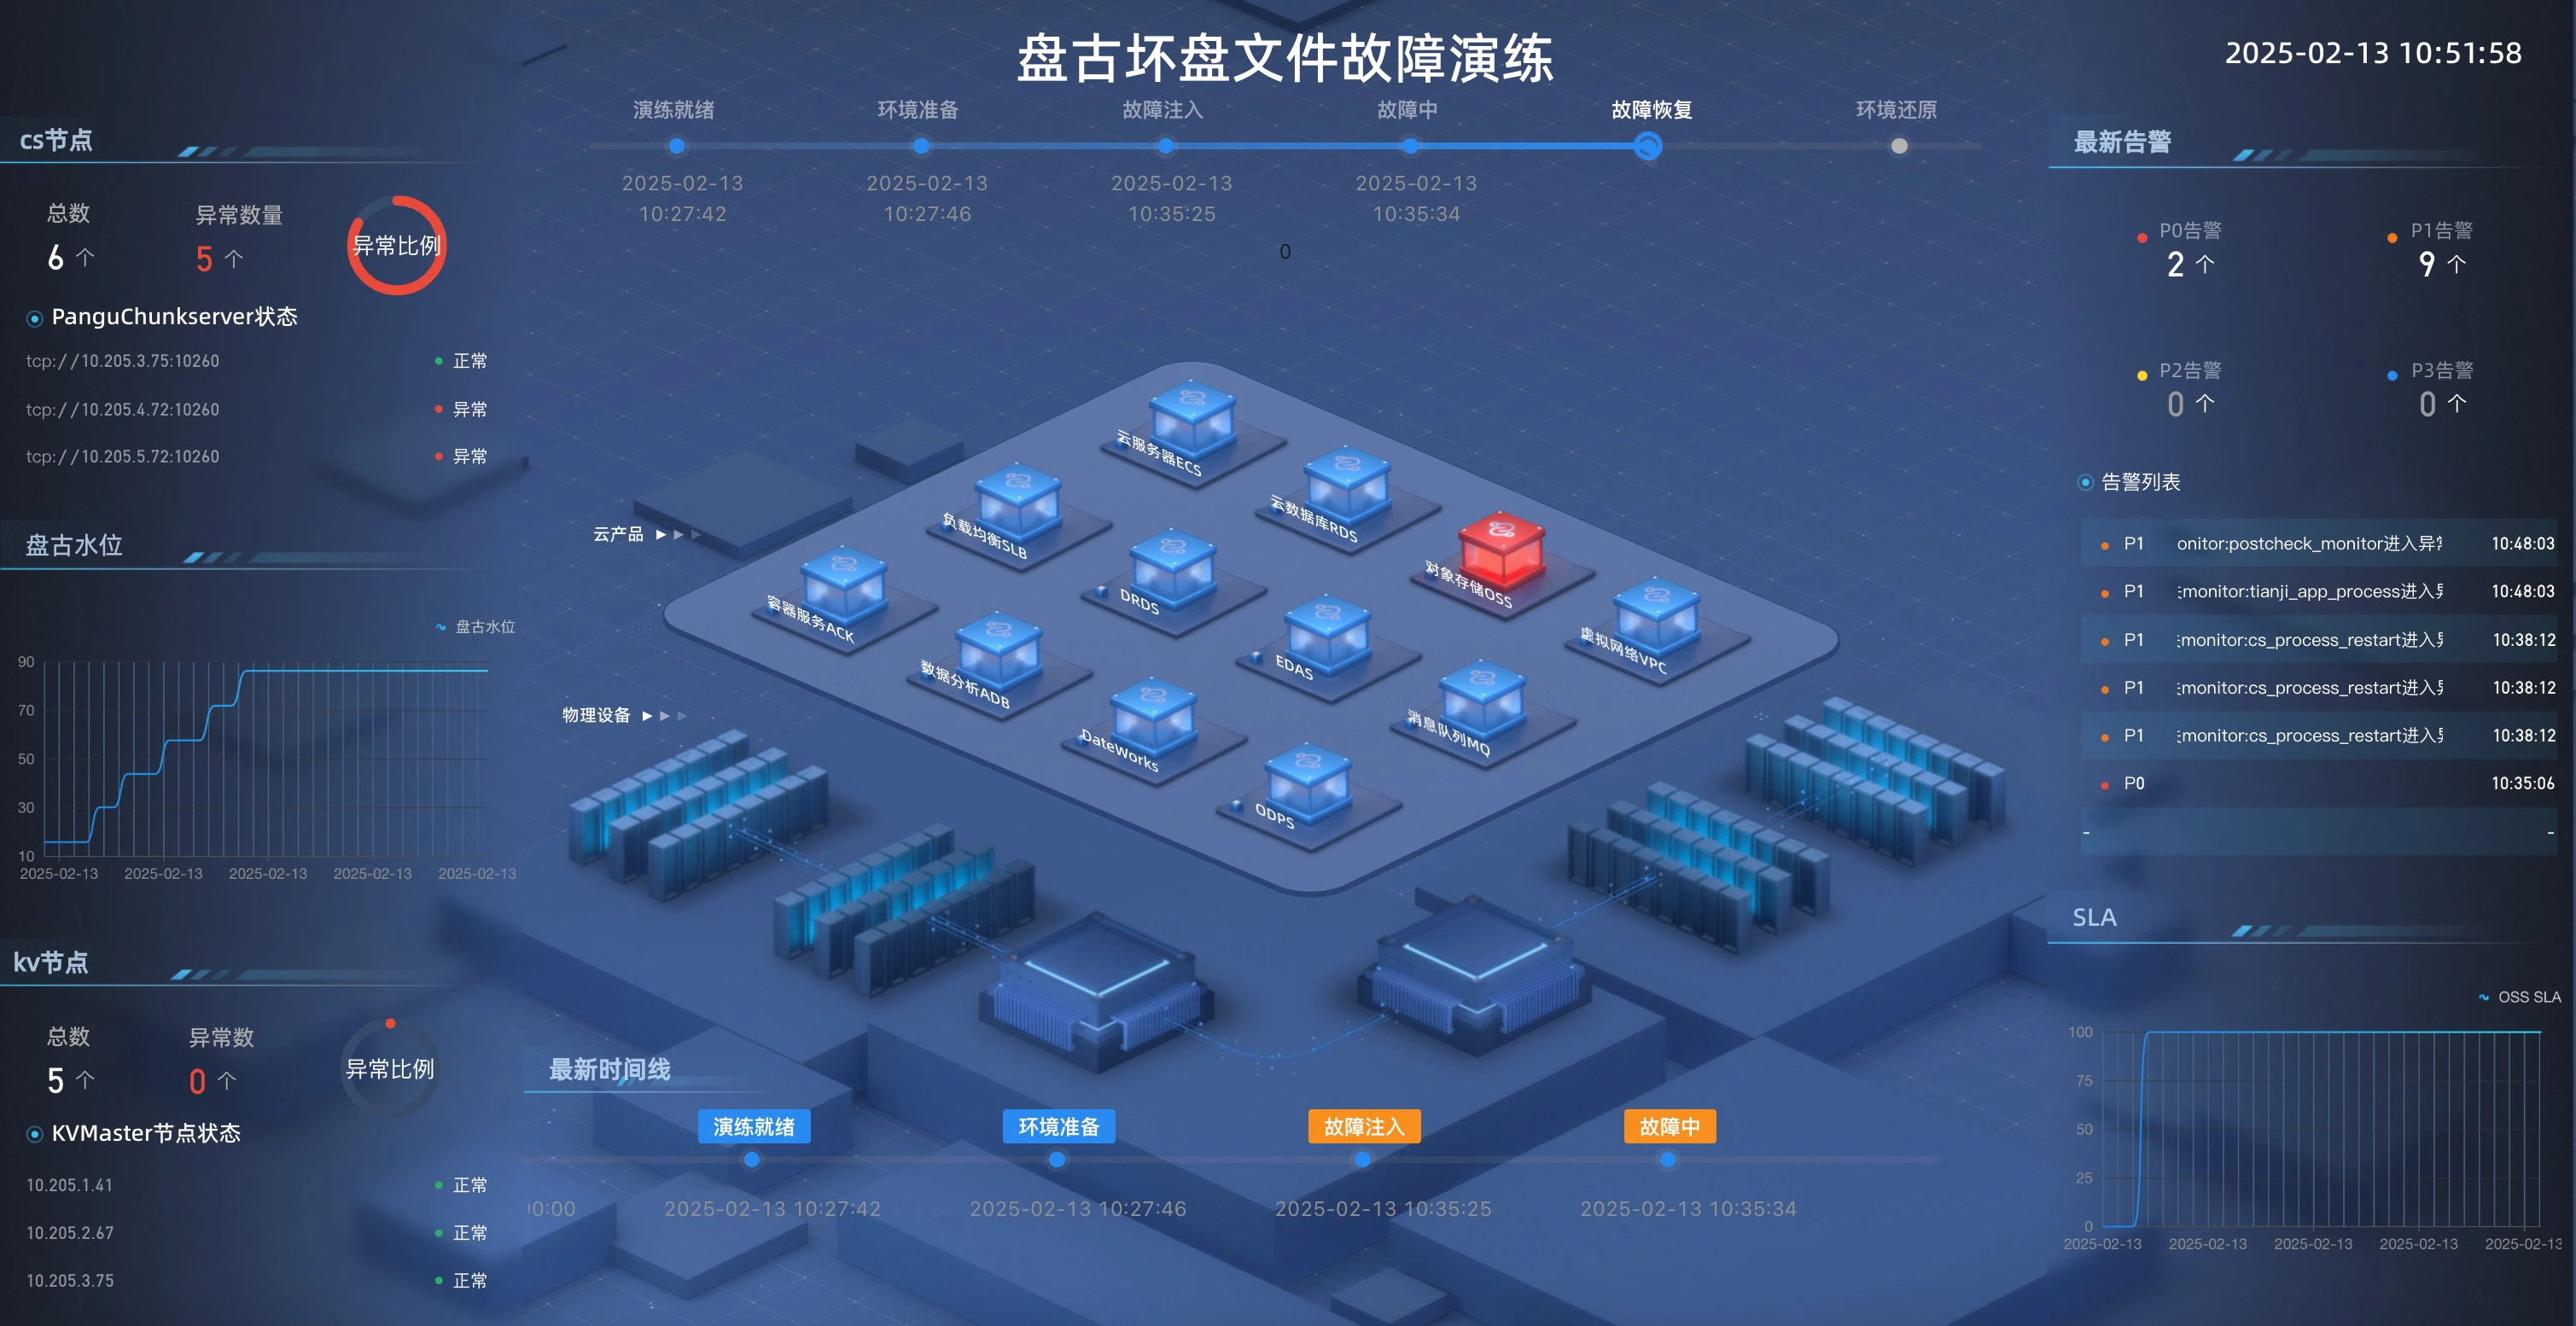 盘古坏盘文件故障演练
2025-02-13 10:51:58
演练就绪 环境准备 故障注入 故障中 故障恢复 环境还原
2025-02-13 2025-02-13 2025-02-13 2025-02-13
10:27:42 10:27:46 10:35:25 10:35:34
0
cs节点
总数 异常数量
6 个 5 个
异常比例
PanguChunkserver状态
tcp://10.205.3.75:10260 正常
tcp://10.205.4.72:10260 异常
tcp://10.205.5.72:10260 异常
盘古水位
盘古水位
90
70
50
30
10
2025-02-13 2025-02-13 2025-02-13 2025-02-13 2025-02-13
kv节点
总数 异常数
5 个 0 个
异常比例
KVMaster节点状态
10.205.1.41 正常
10.205.2.67 正常
10.205.3.75 正常
云产品
物理设备
云服务器ECS
负载均衡SLB
云数据库RDS
容器服务ACK
DRDS
对象存储OSS
数据分析ADB
EDAS
虚拟网络VPC
DateWorks
消息队列MQ
ODPS
最新时间线
演练就绪 环境准备 故障注入 故障中
2025-02-13 10:27:42 2025-02-13 10:27:46 2025-02-13 10:35:25 2025-02-13 10:35:34
最新告警
P0告警 P1告警
2 个 9 个
P2告警 P3告警
0 个 0 个
告警列表
P1 onitor:postcheck_monitor进入异 10:48:03
P1 monitor:tianji_app_process进入 10:48:03
P1 monitor:cs_process_restart进入 10:38:12
P1 monitor:cs_process_restart进入 10:38:12
P1 monitor:cs_process_restart进入 10:38:12
P0 10:35:06
- -
SLA
OSS SLA
100
75
50
25
0
2025-02-13 2025-02-13 2025-02-13 2025-02-13 2025-02-13